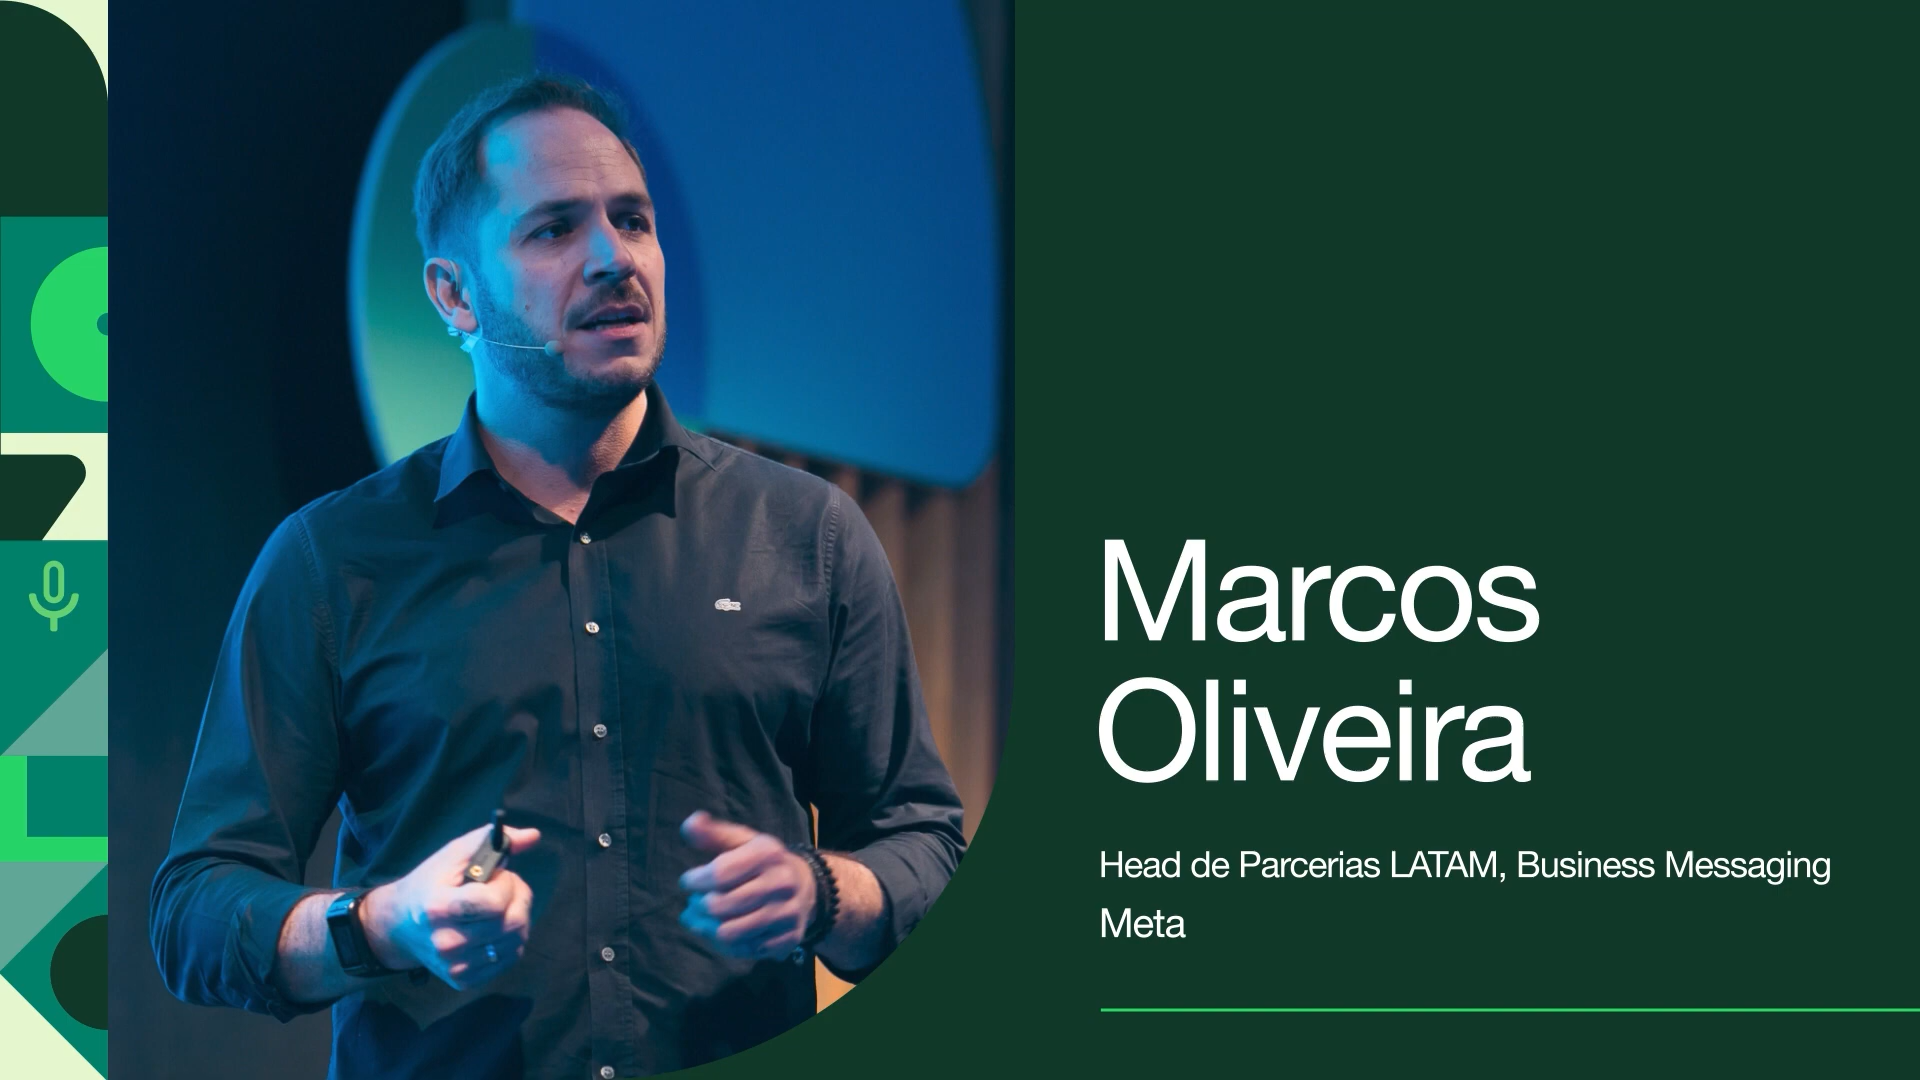 Marcos
Oliveira
Head de Parcerias LATAM, Business Messaging
Meta